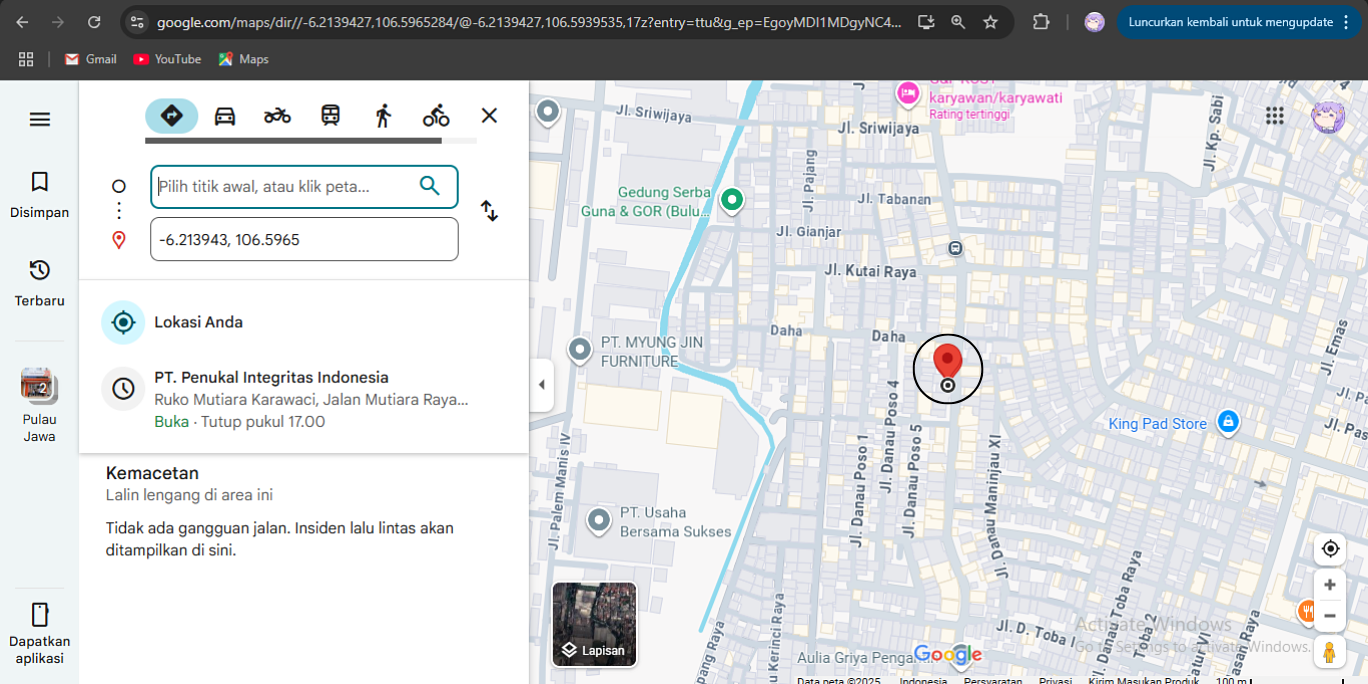 google.com/maps/dir//-6.2139427,106.5965284/@-6.2139427,106.5939535,17z?entry=ttu&g_ep=EgoyMDI1MDgyNC4...
Luncurkan kembali untuk mengupdate
Gmail
YouTube
Maps
Disimpan
Terbaru
Pulau
Jawa
Dapatkan
aplikasi
Pilih titik awal, atau klik peta...
-6.213943, 106.5965
Lokasi Anda
PT. Penukal Integritas Indonesia
Ruko Mutiara Karawaci, Jalan Mutiara Raya...
Buka · Tutup pukul 17.00
Kemacetan
Lalin lengang di area ini
Tidak ada gangguan jalan. Insiden lalu lintas akan
ditampilkan di sini.
Jl. Sriwijaya
karyawan/karyawati
Rating tertinggi
Jl. Sriwijaya
Jl. Kp. Sabi
Gedung Serba
Guna & GOR (Bulu...
Jl. Pajang
Jl. Tabanan
Jl. Gianjar
Jl. Kutai Raya
Daha
Daha
PT. MYUNG JIN
FURNITURE
Jl. Emas
Jl. Danau Poso 4
King Pad Store
Jl. Pas
Jl. Palem Manis IV
Jl. Danau Poso 1
Jl. Danau Poso 5
Jl. Danau Maninjau XI
PT. Usaha
Bersama Sukses
Jl. D. Toba I
Toba 2
Danau Toba Raya
Kerinci Raya
Aulia Griya Pengar
Lapisan
Google
Activate Windows
Go to Settings to activate Windows.
Data peta ©2025
Indonesia
Persyaratan
Privasi
Kirim Masukan Produk
100 m